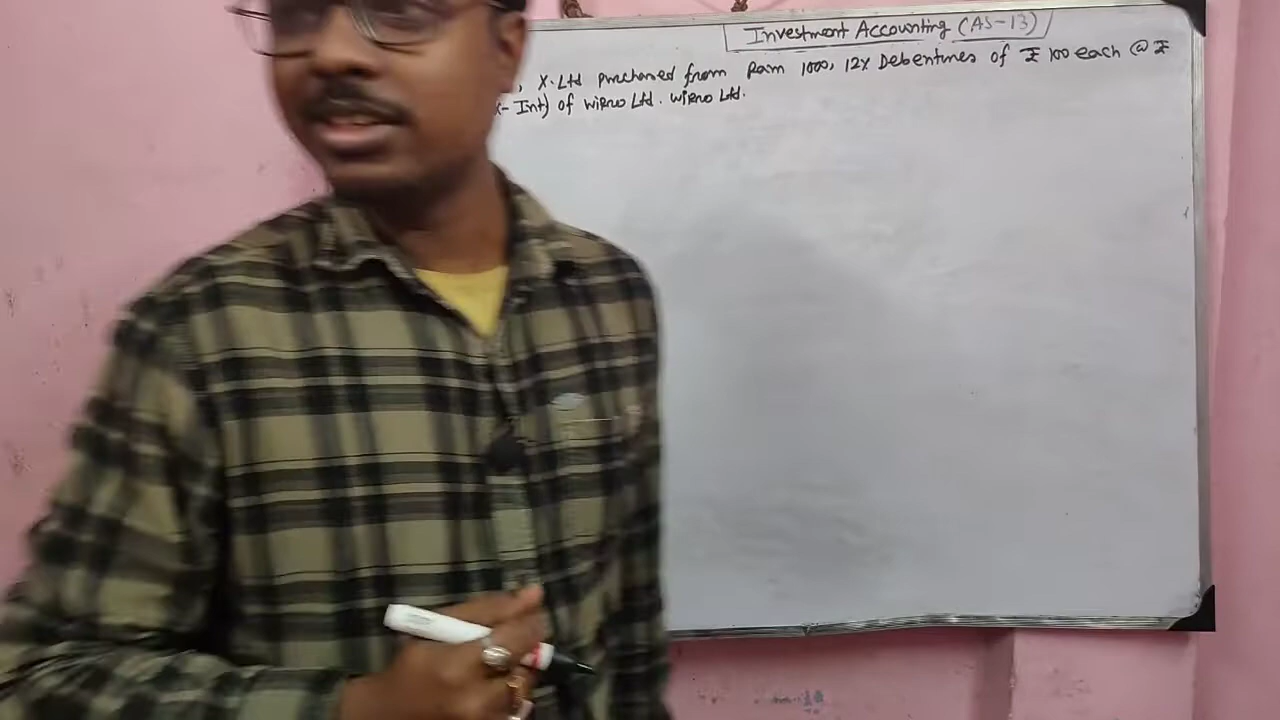 Investment Accounting (AS-13)
, X.Ltd purchased from Ram 1000, 12% Debentures of ₹ 100 each @ ₹
x- Int) of wipro Ltd. wipro Ltd.